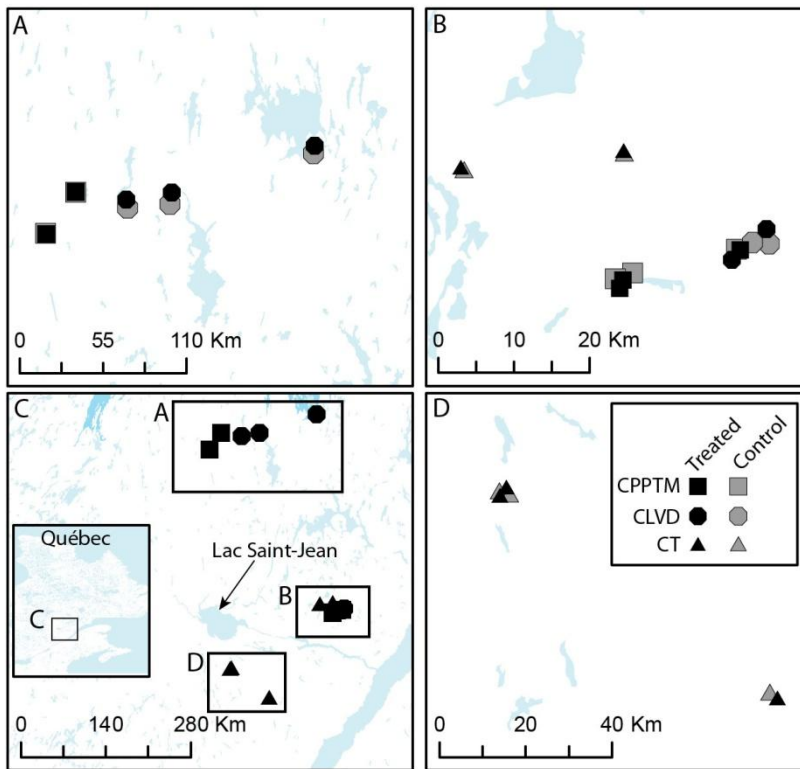 A
0 55 110 Km
B
0 10 20 Km
C
A
Québec
Lac Saint-Jean
C
B
D
0 140 280 Km
D
Treated Control
CPPTM
CLVD
CT
0 20 40 Km